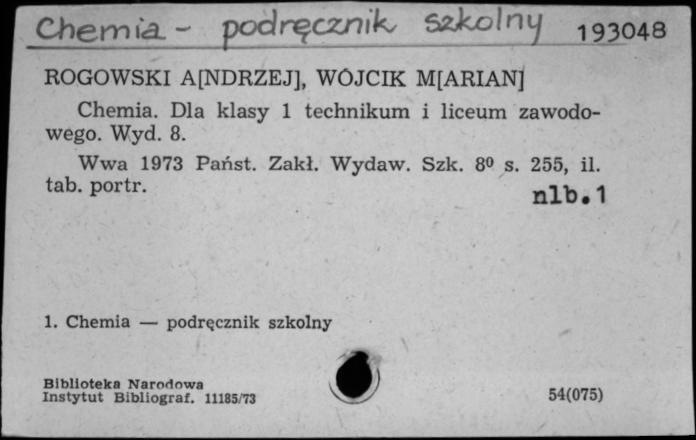 Chemia - podręcznik szkolny 193048
ROGOWSKI A[NDRZEJ], WÓJCIK M[ARIAN]
Chemia. Dla klasy 1 technikum i liceum zawodo-
wego. Wyd. 8.
Wwa 1973 Państ. Zakł. Wydaw. Szk. 8⁰ s. 255, il.
tab. portr.
nlb.1
1. Chemia — podręcznik szkolny
Biblioteka Narodowa
Instytut Bibliograf. 11185/73
54(075)